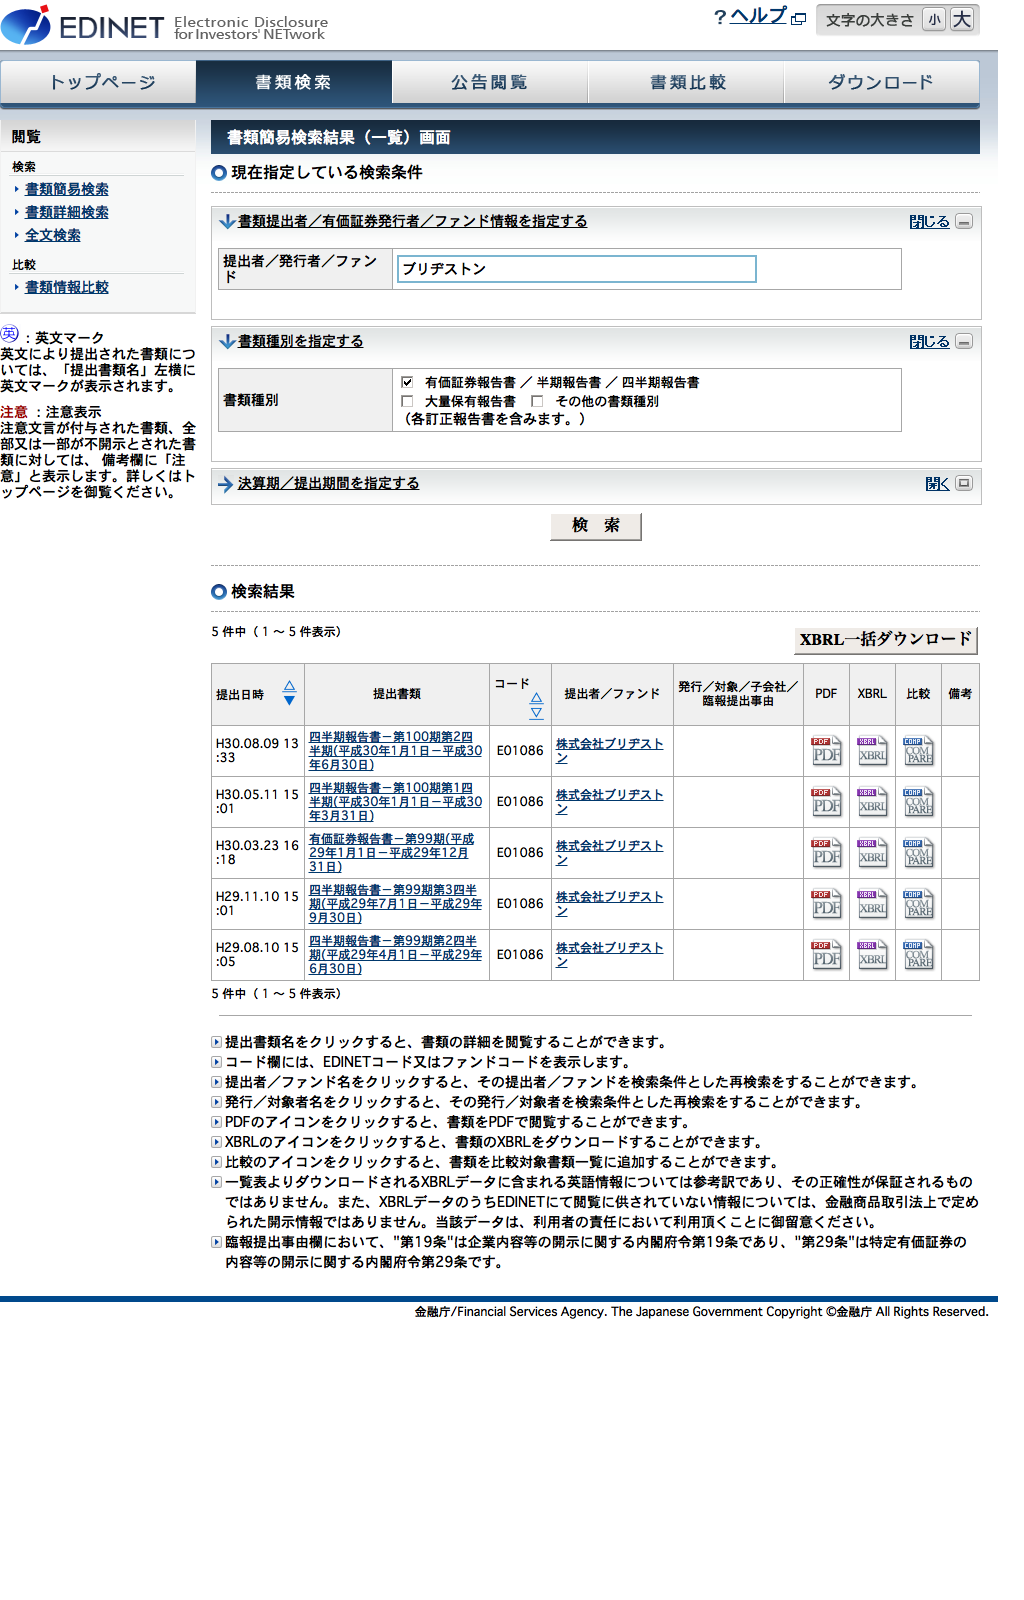 EDINET Electronic Disclosure
for Investors' NETwork
?ヘルプ
文字の大きさ 小 大
トップページ 書類検索 公告閲覧 書類比較 ダウンロード
閲覧
検索
書類簡易検索
書類詳細検索
全文検索
比較
書類情報比較
英 ：英文マーク
英文により提出された書類につ
いては、「提出書類名」左横に
英文マークが表示されます。
注意 ：注意表示
注意文言が付与された書類、全
部又は一部が不開示とされた書
類に対しては、 備考欄に「注
意」と表示します。詳しくはト
ップページを御覧ください。
書類簡易検索結果（一覧）画面
現在指定している検索条件
書類提出者／有価証券発行者／ファンド情報を指定する 閉じる
提出者／発行者／ファン
ド
ブリヂストン
書類種別を指定する 閉じる
書類種別
有価証券報告書 ／ 半期報告書 ／ 四半期報告書
大量保有報告書 その他の書類種別
（各訂正報告書を含みます。）
決算期／提出期間を指定する 開く
検 索
検索結果
5 件中（ 1 ～ 5 件表示）
XBRL一括ダウンロード
提出日時 提出書類 コード 提出者／ファンド 発行／対象／子会社／
臨報提出事由 PDF XBRL 比較 備考
H30.08.09 13
:33
四半期報告書－第100期第2四
半期(平成30年1月1日－平成30
年6月30日)
E01086
株式会社ブリヂスト
ン
PDF PDF XBRL XBRL COMP COM
PARE
H30.05.11 15
:01
四半期報告書－第100期第1四
半期(平成30年1月1日－平成30
年3月31日)
E01086
株式会社ブリヂスト
ン
PDF PDF XBRL XBRL COMP COM
PARE
H30.03.23 16
:18
有価証券報告書－第99期(平成
29年1月1日－平成29年12月
31日)
E01086
株式会社ブリヂスト
ン
PDF PDF XBRL XBRL COMP COM
PARE
H29.11.10 15
:01
四半期報告書－第99期第3四半
期(平成29年7月1日－平成29年
9月30日)
E01086
株式会社ブリヂスト
ン
PDF PDF XBRL XBRL COMP COM
PARE
H29.08.10 15
:05
四半期報告書－第99期第2四半
期(平成29年4月1日－平成29年
6月30日)
E01086
株式会社ブリヂスト
ン
PDF PDF XBRL XBRL COMP COM
PARE
5 件中（ 1 ～ 5 件表示）
提出書類名をクリックすると、書類の詳細を閲覧することができます。
コード欄には、EDINETコード又はファンドコードを表示します。
提出者／ファンド名をクリックすると、その提出者／ファンドを検索条件とした再検索をすることができます。
発行／対象者名をクリックすると、その発行／対象者を検索条件とした再検索をすることができます。
PDFのアイコンをクリックすると、書類をPDFで閲覧することができます。
XBRLのアイコンをクリックすると、書類のXBRLをダウンロードすることができます。
比較のアイコンをクリックすると、書類を比較対象書類一覧に追加することができます。
一覧表よりダウンロードされるXBRLデータに含まれる英語情報については参考訳であり、その正確性が保証されるもの
ではありません。また、XBRLデータのうちEDINETにて閲覧に供されていない情報については、金融商品取引法上で定め
られた開示情報ではありません。当該データは、利用者の責任において利用頂くことに御留意ください。
臨報提出事由欄において、"第19条"は企業内容等の開示に関する内閣府令第19条であり、"第29条"は特定有価証券の
内容等の開示に関する内閣府令第29条です。
金融庁/Financial Services Agency. The Japanese Government Copyright ©金融庁 All Rights Reserved.